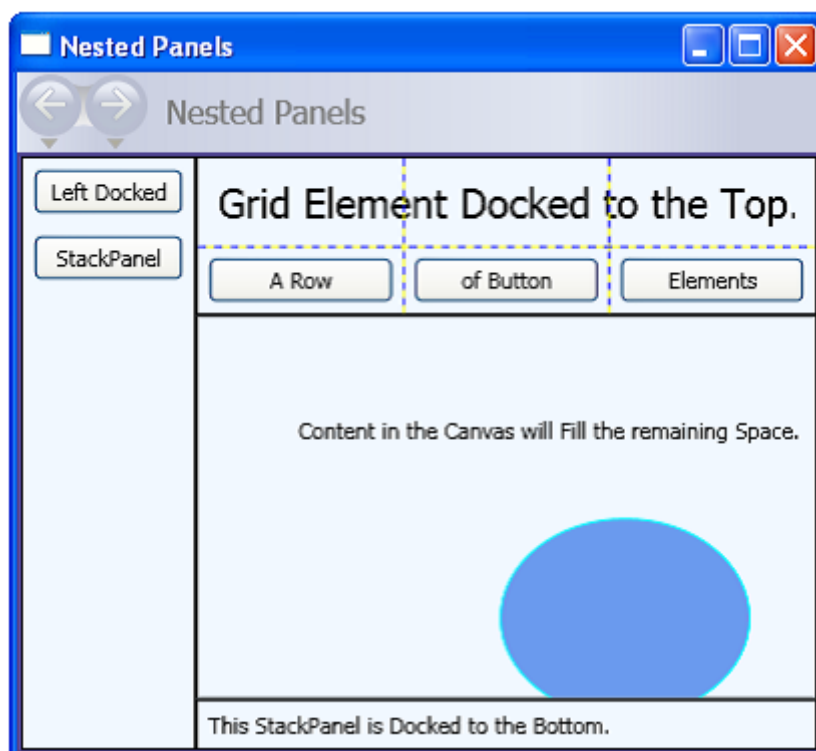 Nested Panels
Nested Panels
Left Docked
StackPanel
Grid Element Docked to the Top.
A Row
of Button
Elements
Content in the Canvas will Fill the remaining Space.
This StackPanel is Docked to the Bottom.